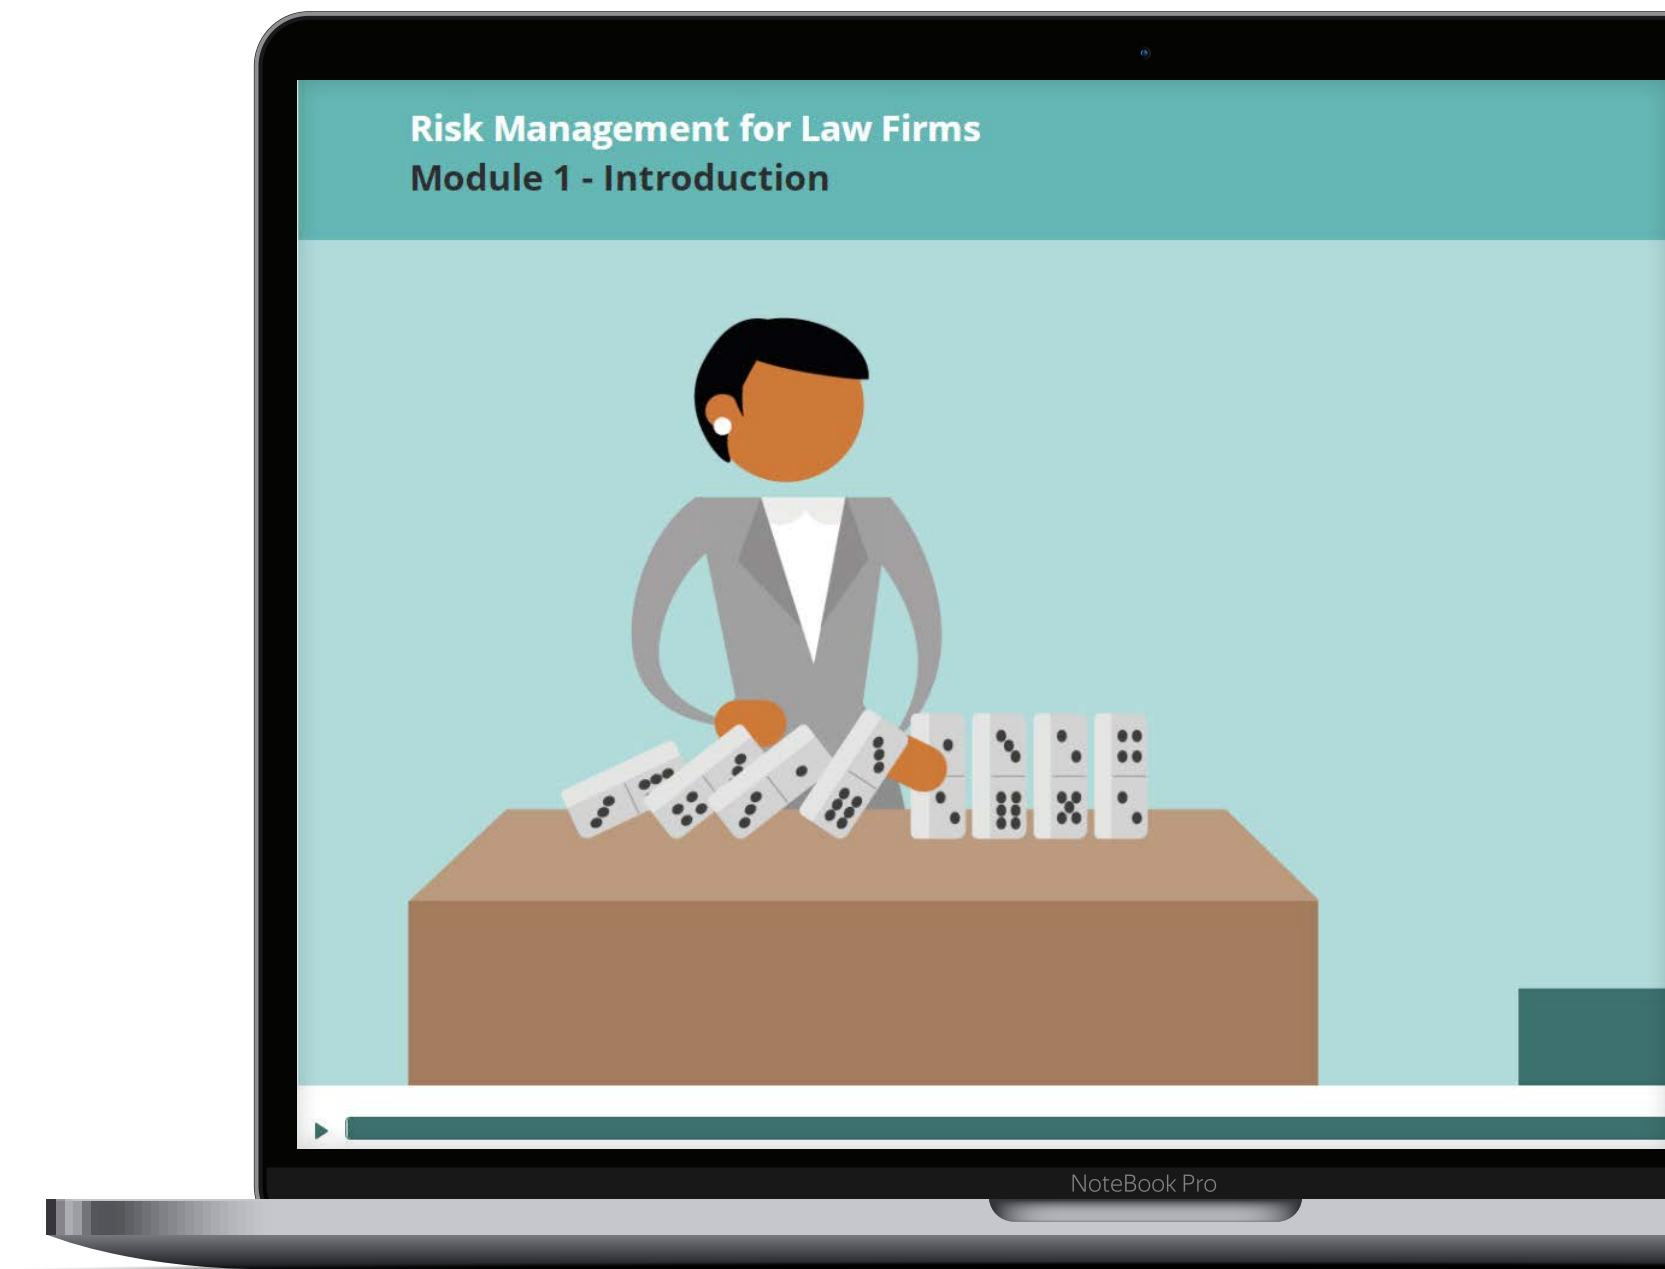 Risk Management for Law Firms
Module 1 - Introduction
NoteBook Pro